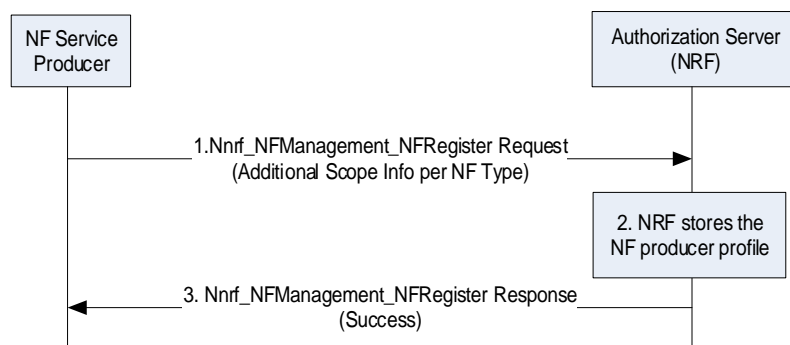 NF Service
Producer
Authorization Server
(NRF)
1.Nnrf_NFManagement_NFRegister Request
(Additional Scope Info per NF Type)
2. NRF stores the
NF producer profile
3. Nnrf_NFManagement_NFRegister Response
(Success)